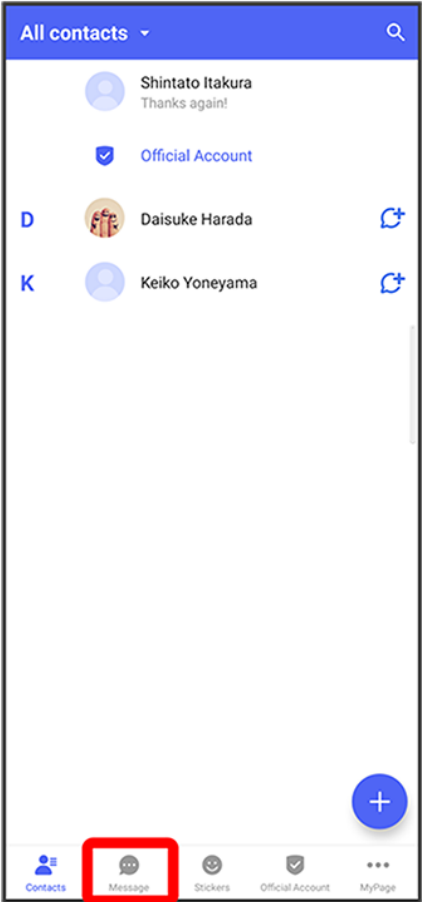 All contacts
Shintato Itakura
Thanks again!
Official Account
D
Daisuke Harada
K
Keiko Yoneyama
Contacts
Message
Stickers
Official Account
MyPage